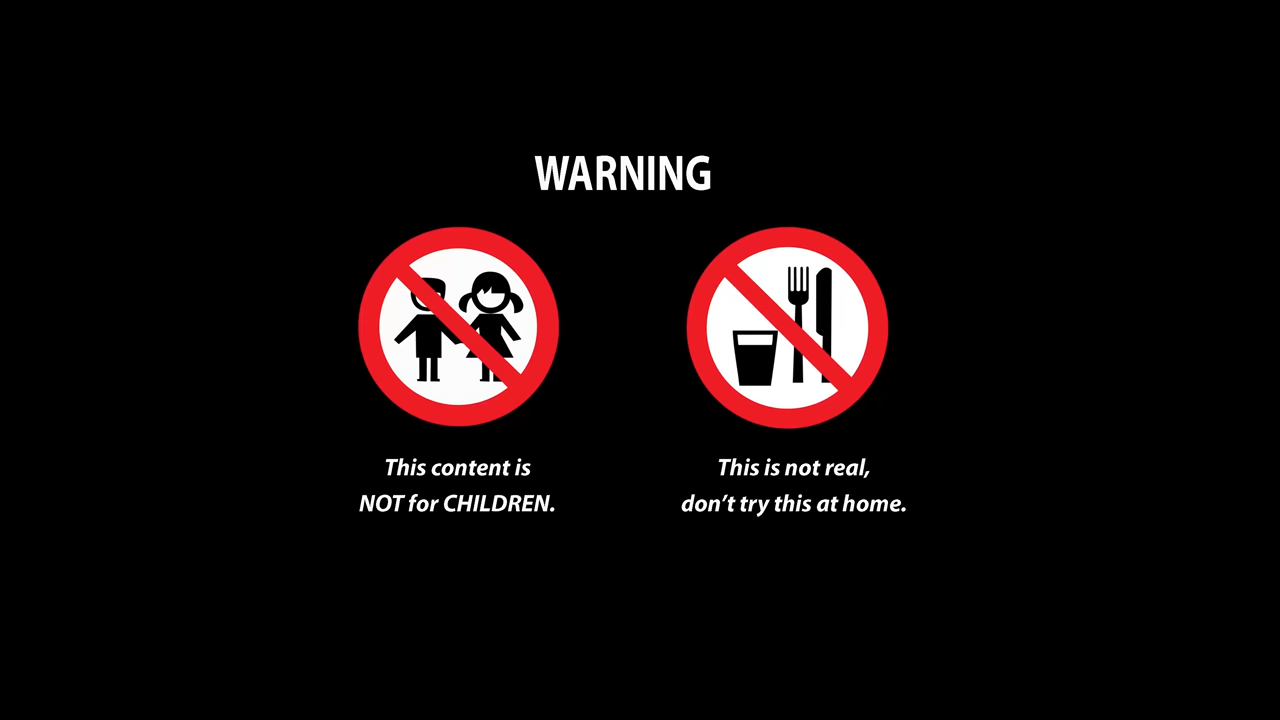 WARNING
This content is
NOT for CHILDREN.
This is not real,
don't try this at home.